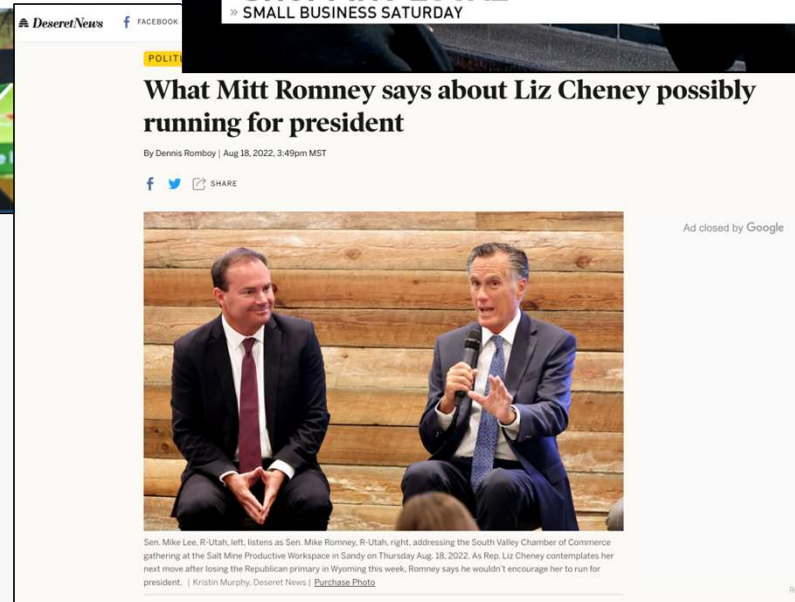 » SMALL BUSINESS SATURDAY
Deseret News
FACEBOOK
What Mitt Romney says about Liz Cheney possibly
running for president
By Dennis Romboy | Aug 18, 2022, 3:49pm MST
SHARE
Ad closed by Google
Sen. Mike Lee, R-Utah, left, listens as Sen. Mike Romney, R-Utah, right, addressing the South Valley Chamber of Commerce
gathering at the Salt Mine Productive Workspace in Sandy on Thursday Aug. 18, 2022. As Rep. Liz Cheney contemplates her
next move after losing the Republican primary in Wyoming this week, Romney says he wouldn't encourage her to run for
president. | Kristin Murphy, Deseret News | Purchase Photo